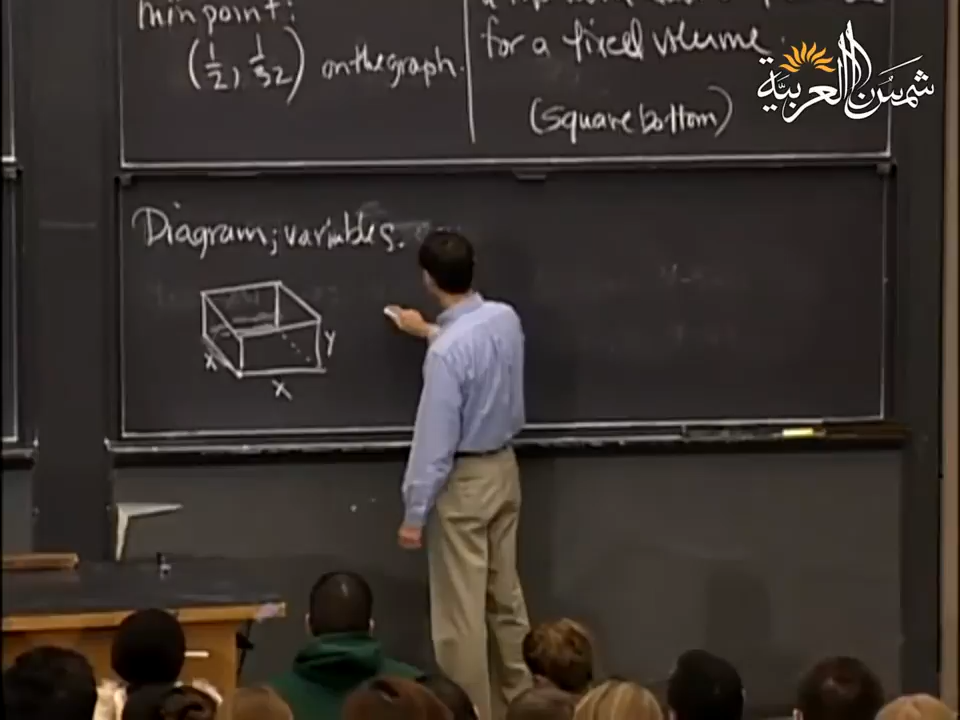 Min point:
(1/2, 1/32) on the graph.
for a fixed volume.
(square bottom)
شمس العربية
Diagram; variables.
x
x
y